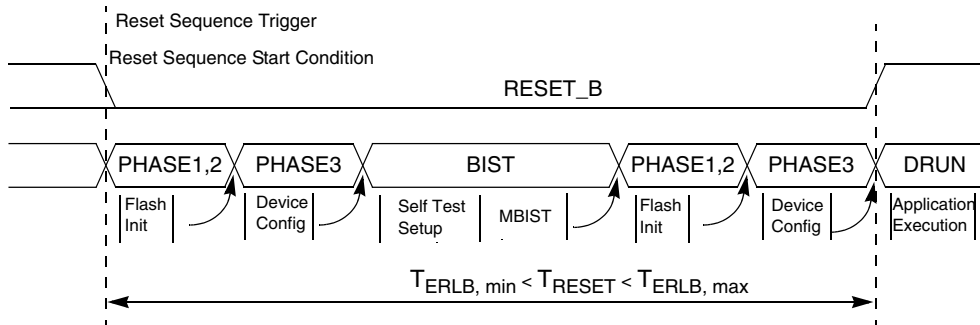 Reset Sequence Trigger
Reset Sequence Start Condition
RESET_B
PHASE1,2 PHASE3 BIST PHASE1,2 PHASE3 DRUN
Flash Init
Device Config
Self Test Setup
MBIST
Flash Init
Device Config
Application Execution
TERLB, min < TRESET < TERLB, max